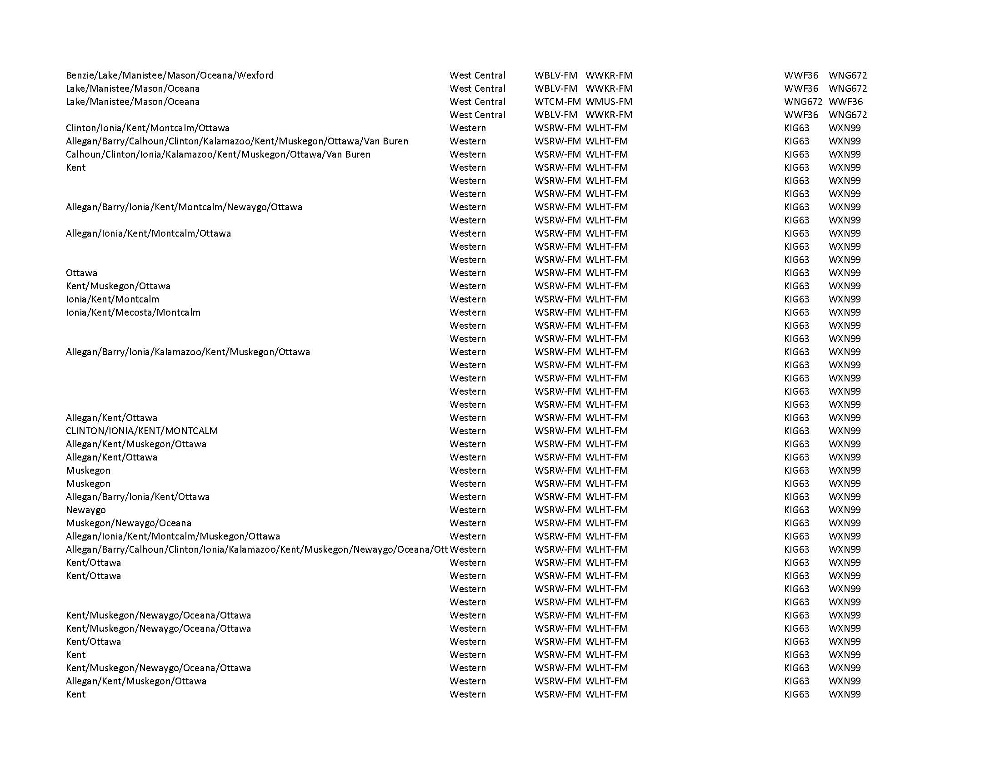 Benzie/Lake/Manistee/Mason/Oceana/Wexford West Central WBLV-FM WWKR-FM WWF36 WNG672
Lake/Manistee/Mason/Oceana West Central WBLV-FM WWKR-FM WWF36 WNG672
Lake/Manistee/Mason/Oceana West Central WTCM-FM WMUS-FM WNG672 WWF36
West Central WBLV-FM WWKR-FM WWF36 WNG672
Clinton/Ionia/Kent/Montcalm/Ottawa Western WSRW-FM WLHT-FM KIG63 WXN99
Allegan/Barry/Calhoun/Clinton/Kalamazoo/Kent/Muskegon/Ottawa/Van Buren Western WSRW-FM WLHT-FM KIG63 WXN99
Calhoun/Clinton/Ionia/Kalamazoo/Kent/Muskegon/Ottawa/Van Buren Western WSRW-FM WLHT-FM KIG63 WXN99
Kent Western WSRW-FM WLHT-FM KIG63 WXN99
Western WSRW-FM WLHT-FM KIG63 WXN99
Western WSRW-FM WLHT-FM KIG63 WXN99
Allegan/Barry/Ionia/Kent/Montcalm/Newaygo/Ottawa Western WSRW-FM WLHT-FM KIG63 WXN99
Western WSRW-FM WLHT-FM KIG63 WXN99
Allegan/Ionia/Kent/Montcalm/Ottawa Western WSRW-FM WLHT-FM KIG63 WXN99
Western WSRW-FM WLHT-FM KIG63 WXN99
Western WSRW-FM WLHT-FM KIG63 WXN99
Ottawa Western WSRW-FM WLHT-FM KIG63 WXN99
Kent/Muskegon/Ottawa Western WSRW-FM WLHT-FM KIG63 WXN99
Ionia/Kent/Montcalm Western WSRW-FM WLHT-FM KIG63 WXN99
Ionia/Kent/Mecosta/Montcalm Western WSRW-FM WLHT-FM KIG63 WXN99
Western WSRW-FM WLHT-FM KIG63 WXN99
Western WSRW-FM WLHT-FM KIG63 WXN99
Allegan/Barry/Ionia/Kalamazoo/Kent/Muskegon/Ottawa Western WSRW-FM WLHT-FM KIG63 WXN99
Western WSRW-FM WLHT-FM KIG63 WXN99
Western WSRW-FM WLHT-FM KIG63 WXN99
Western WSRW-FM WLHT-FM KIG63 WXN99
Western WSRW-FM WLHT-FM KIG63 WXN99
Allegan/Kent/Ottawa Western WSRW-FM WLHT-FM KIG63 WXN99
CLINTON/IONIA/KENT/MONTCALM Western WSRW-FM WLHT-FM KIG63 WXN99
Allegan/Kent/Muskegon/Ottawa Western WSRW-FM WLHT-FM KIG63 WXN99
Allegan/Kent/Ottawa Western WSRW-FM WLHT-FM KIG63 WXN99
Muskegon Western WSRW-FM WLHT-FM KIG63 WXN99
Muskegon Western WSRW-FM WLHT-FM KIG63 WXN99
Allegan/Barry/Ionia/Kent/Ottawa Western WSRW-FM WLHT-FM KIG63 WXN99
Newaygo Western WSRW-FM WLHT-FM KIG63 WXN99
Muskegon/Newaygo/Oceana Western WSRW-FM WLHT-FM KIG63 WXN99
Allegan/Ionia/Kent/Montcalm/Muskegon/Ottawa Western WSRW-FM WLHT-FM KIG63 WXN99
Allegan/Barry/Calhoun/Clinton/Ionia/Kalamazoo/Kent/Muskegon/Newaygo/Oceana/Ott Western WSRW-FM WLHT-FM KIG63 WXN99
Kent/Ottawa Western WSRW-FM WLHT-FM KIG63 WXN99
Kent/Ottawa Western WSRW-FM WLHT-FM KIG63 WXN99
Western WSRW-FM WLHT-FM KIG63 WXN99
Western WSRW-FM WLHT-FM KIG63 WXN99
Kent/Muskegon/Newaygo/Oceana/Ottawa Western WSRW-FM WLHT-FM KIG63 WXN99
Kent/Muskegon/Newaygo/Oceana/Ottawa Western WSRW-FM WLHT-FM KIG63 WXN99
Kent/Ottawa Western WSRW-FM WLHT-FM KIG63 WXN99
Kent Western WSRW-FM WLHT-FM KIG63 WXN99
Kent/Muskegon/Newaygo/Oceana/Ottawa Western WSRW-FM WLHT-FM KIG63 WXN99
Allegan/Kent/Muskegon/Ottawa Western WSRW-FM WLHT-FM KIG63 WXN99
Kent Western WSRW-FM WLHT-FM KIG63 WXN99